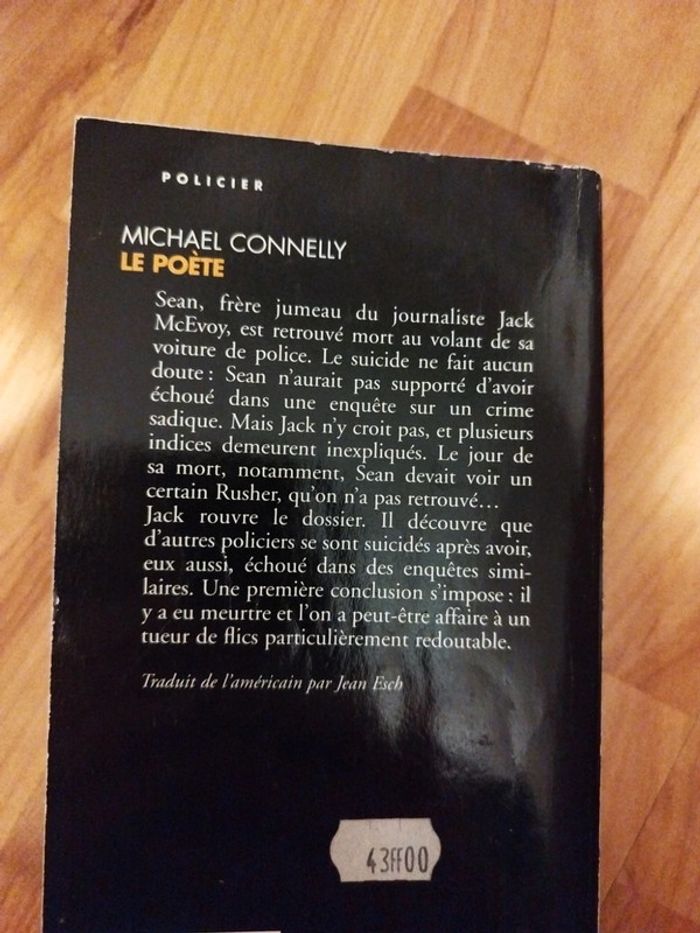 POLICIER
MICHAEL CONNELLY
LE POÈTE
Sean, frère jumeau du journaliste Jack
McEvoy, est retrouvé mort au volant de sa
voiture de police. Le suicide ne fait aucun
doute : Sean n'aurait pas supporté d'avoir
échoué dans une enquête sur un crime
sadique. Mais Jack n'y croit pas, et plusieurs
indices demeurent inexpliqués. Le jour de
sa mort, notamment, Sean devait voir un
certain Rusher, qu'on n'a pas retrouvé…
Jack rouvre le dossier. Il découvre que
d'autres policiers se sont suicidés après avoir,
eux aussi, échoué dans des enquêtes simi-
laires. Une première conclusion s'impose : il
y a eu meurtre et l'on a peut-être affaire à un
tueur de flics particulièrement redoutable.
Traduit de l'américain par Jean Esch
43FF00